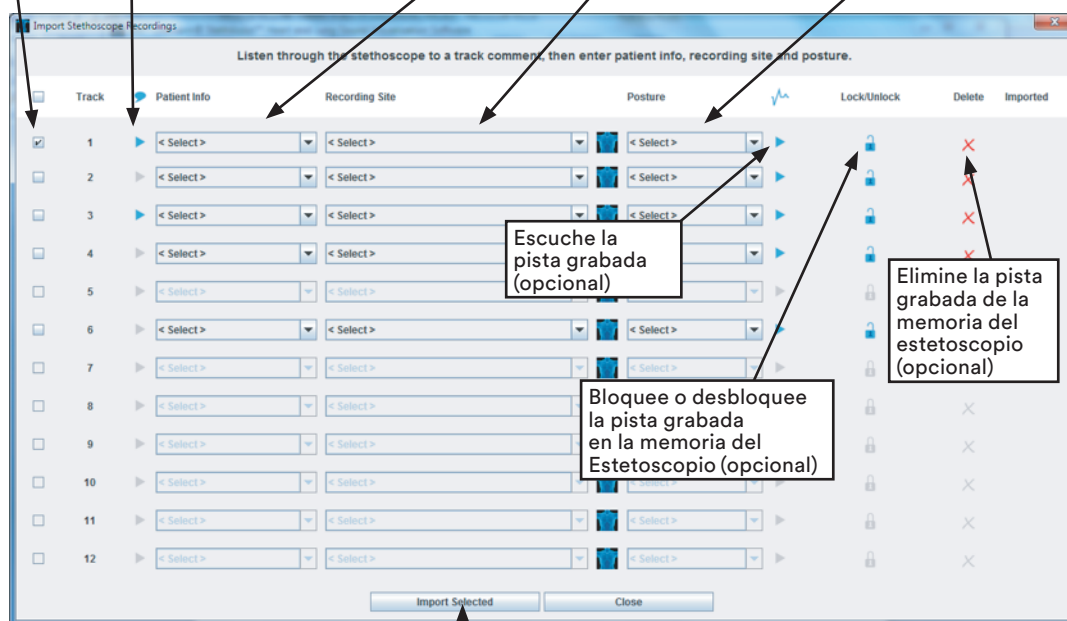 Import Stethoscope Recordings
Listen through the stethoscope to a track comment, then enter patient info, recording site and posture.
Track Patient Info Recording Site Posture Lock/Unlock Delete Imported
1 < Select > < Select > < Select >
2 < Select > < Select > < Select >
3 < Select > < Select > < Select >
4 < Select > < Select >
5 < Select > < Select >
6 < Select > < Select > < Select >
7 < Select > < Select > < Select >
8 < Select > < Select >
9 < Select > < Select >
10 < Select > < Select > < Select >
11 < Select > < Select > < Select >
12 < Select > < Select > < Select >
Import Selected Close
Escuche la
pista grabada
(opcional)
Elimine la pista
grabada de la
memoria del
estetoscopio
(opcional)
Bloquee o desbloquee
la pista grabada
en la memoria del
Estetoscopio (opcional)